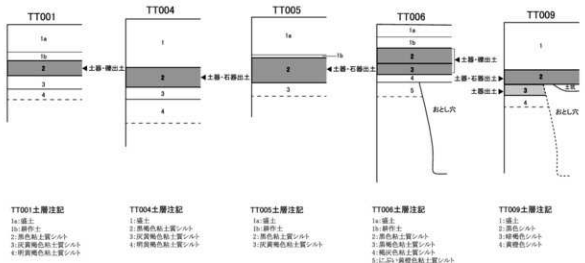 TT001
TT004
TT005
TT006
TT009
1a
1b
2
3
4
土器・礫出土
1
2
3
4
土器・石器出土
1a
1b
2
3
土器・石器出土
1a
1b
2
3
4
5
土器・礫出土
おとし穴
1
2
3
4
土器・石器出土
土器出土
土坑
おとし穴
TT001土層注記
1a:盛土
1b:耕作土
2:黒色粘土質シルト
3:灰黄褐色粘土質シルト
4:明黄褐色粘土質シルト
TT004土層注記
1:盛土
2:黒褐色粘土質シルト
3:灰黄褐色粘土質シルト
4:明黄褐色粘土質シルト
TT005土層注記
1a:盛土
1b:耕作土
2:黒色粘土質シルト
3:灰黄褐色粘土質シルト
TT006土層注記
1a:盛土
1b:耕作土
2:黒色粘土質シルト
3:黒褐色粘土質シルト
4:褐灰色粘土質シルト
5:にぶい黄橙色粘土質シルト
TT009土層注記
1:盛土
2:黒色シルト
3:暗褐色シルト
4:黄橙色シルト